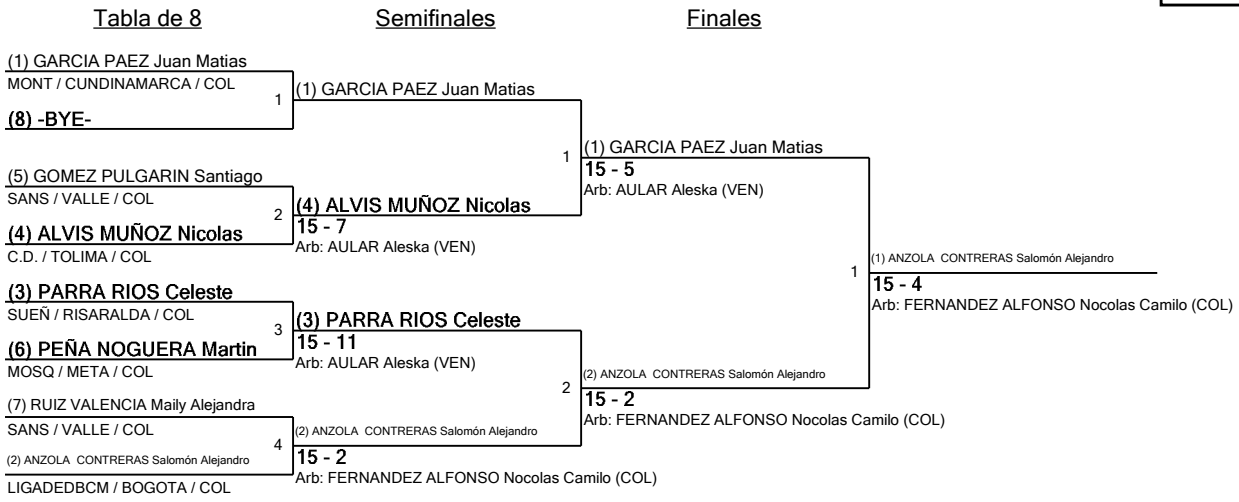 Tabla de 8
Semifinales
Finales
(1) GARCIA PAEZ Juan Matias
MONT / CUNDINAMARCA / COL
1
(8) -BYE-
(5) GOMEZ PULGARIN Santiago
SANS / VALLE / COL
2
(4) ALVIS MUÑOZ Nicolas
C.D. / TOLIMA / COL
(3) PARRA RIOS Celeste
SUEÑ / RISARALDA / COL
3
(6) PEÑA NOGUERA Martin
MOSQ / META / COL
(7) RUIZ VALENCIA Maily Alejandra
SANS / VALLE / COL
4
(2) ANZOLA CONTRERAS Salomón Alejandro
LIGADEDBCM / BOGOTA / COL
(1) GARCIA PAEZ Juan Matias
1
(4) ALVIS MUÑOZ Nicolas
15 - 7
Arb: AULAR Aleska (VEN)
(3) PARRA RIOS Celeste
15 - 11
Arb: AULAR Aleska (VEN)
2
(2) ANZOLA CONTRERAS Salomón Alejandro
15 - 2
Arb: FERNANDEZ ALFONSO Nocolas Camilo (COL)
(1) GARCIA PAEZ Juan Matias
15 - 5
Arb: AULAR Aleska (VEN)
1
(2) ANZOLA CONTRERAS Salomón Alejandro
15 - 2
Arb: FERNANDEZ ALFONSO Nocolas Camilo (COL)
(1) ANZOLA CONTRERAS Salomón Alejandro
15 - 4
Arb: FERNANDEZ ALFONSO Nocolas Camilo (COL)